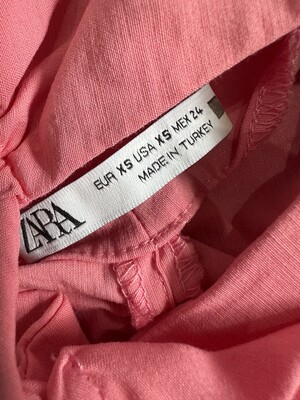 ZARA
EUR XS USA XS MEX 24
MADE IN TURKEY